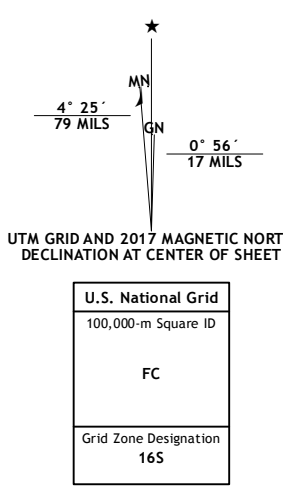 ★
MN
4° 25´
79 MILS
GN
0° 56´
17 MILS
UTM GRID AND 2017 MAGNETIC NORT
DECLINATION AT CENTER OF SHEET
U.S. National Grid
100,000-m Square ID
FC
Grid Zone Designation
16S